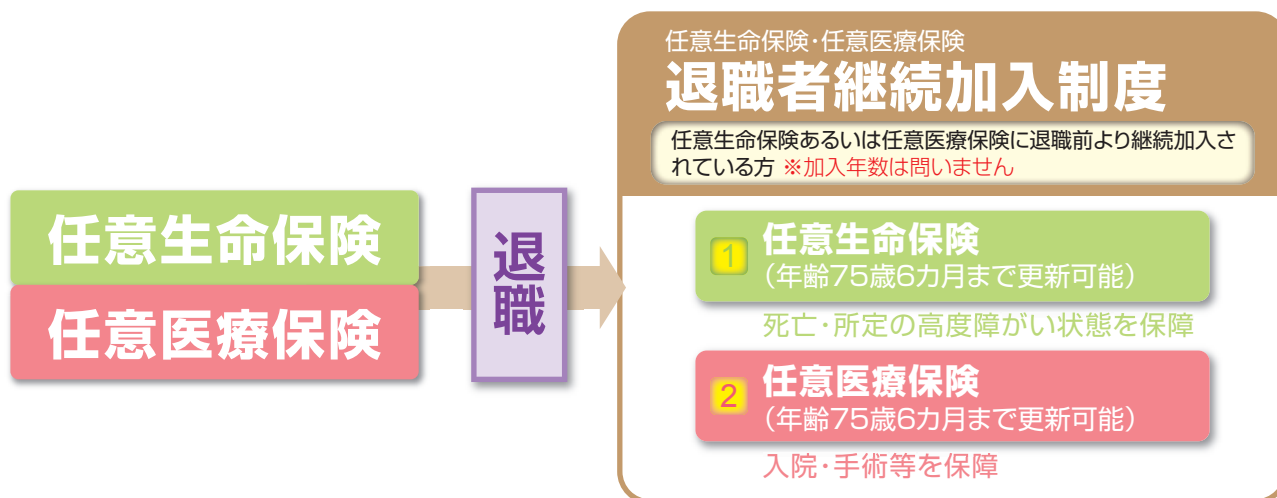 任意生命保険
任意医療保険
退職
任意生命保険・任意医療保険
退職者継続加入制度
任意生命保険あるいは任意医療保険に退職前より継続加入さ
れている方 ※加入年数は問いません
1 任意生命保険
（年齢75歳6カ月まで更新可能）
死亡・所定の高度障がい状態を保障
2 任意医療保険
（年齢75歳6カ月まで更新可能）
入院・手術等を保障